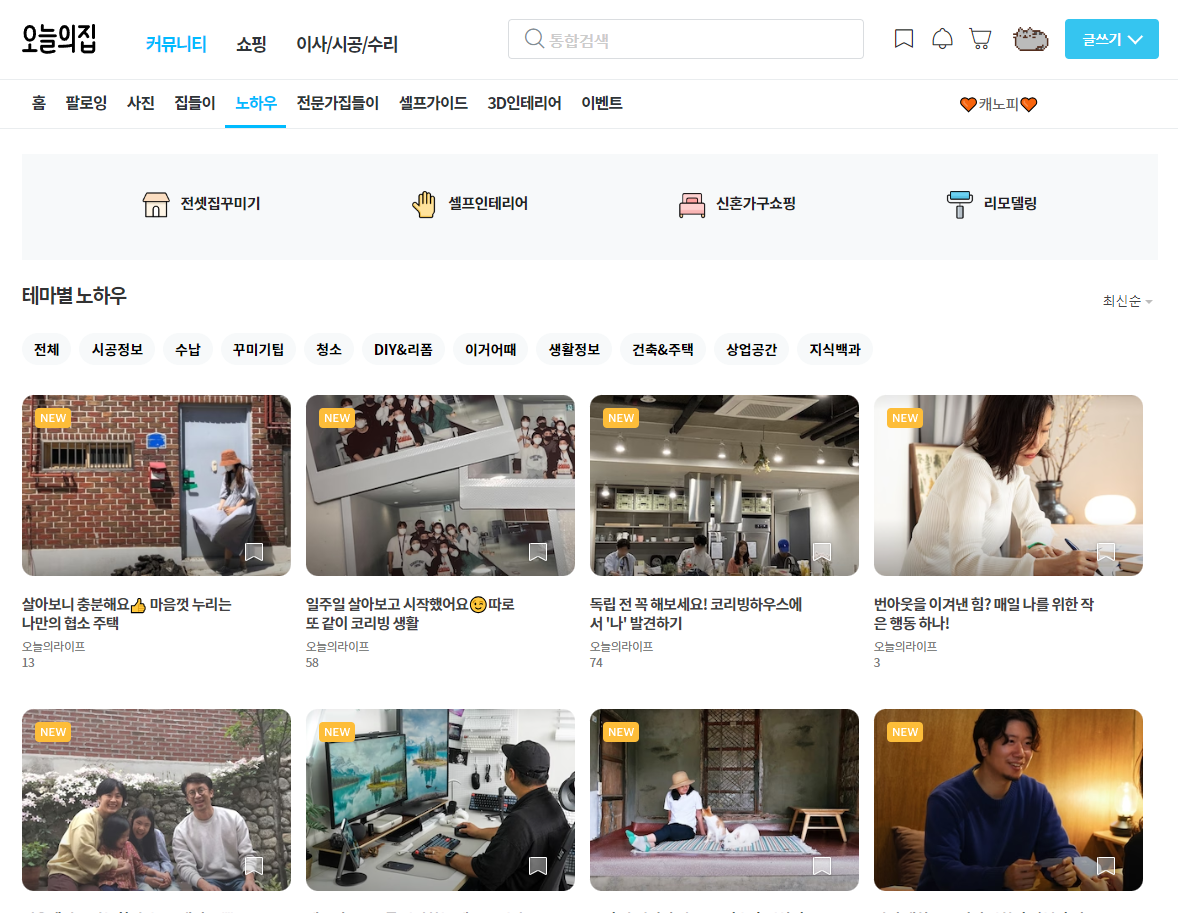 오늘의집
커뮤니티 쇼핑 이사/시공/수리
통합검색
글쓰기
홈 팔로잉 사진 집들이 노하우 전문가집들이 셀프가이드 3D인테리어 이벤트
🧡캐노피🧡
전셋집꾸미기 셀프인테리어 신혼가구쇼핑 리모델링
테마별 노하우
최신순
전체 시공정보 수납 꾸미기팁 청소 DIY&리폼 이거어때 생활정보 건축&주택 상업공간 지식백과
NEW
살아보니 충분해요👍 마음껏 누리는
나만의 협소 주택
오늘의라이프
13
NEW
일주일 살아보고 시작했어요😉따로
또 같이 코리빙 생활
오늘의라이프
58
NEW
독립 전 꼭 해보세요! 코리빙하우스에
서 '나' 발견하기
오늘의라이프
74
NEW
번아웃을 이겨낸 힘? 매일 나를 위한 작
은 행동 하나!
오늘의라이프
3
NEW
NEW
NEW
NEW